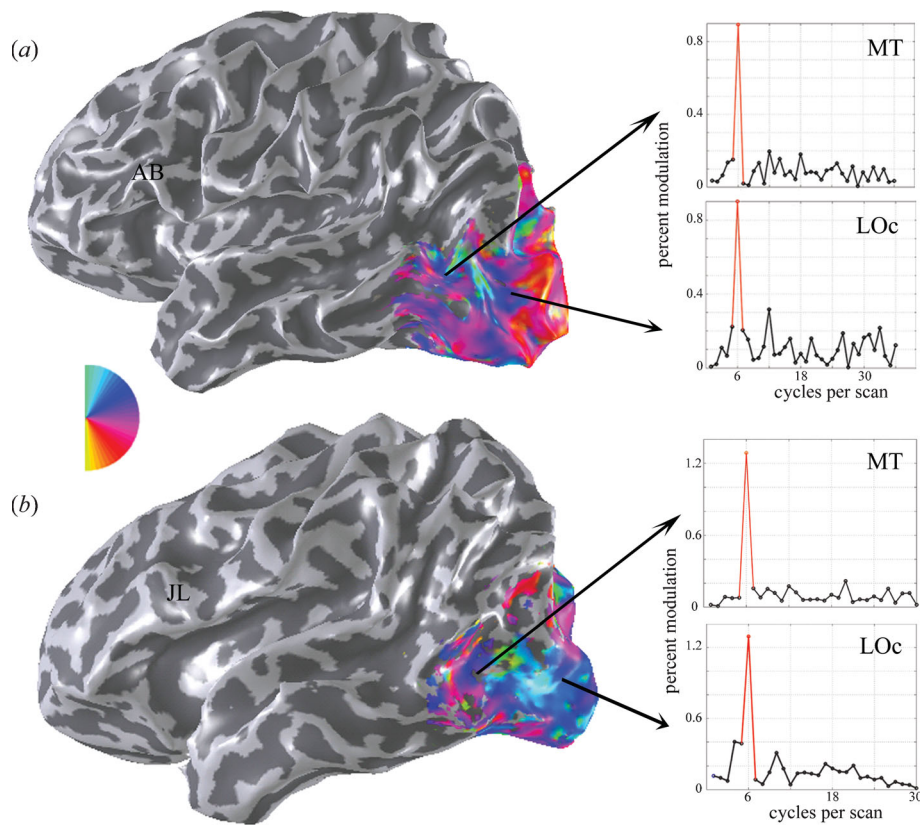 (a)
AB
MT
0.8
0.4
0
percent modulation
LOc
0.8
0.4
0
6 18 30
cycles per scan
(b)
JL
MT
1.2
0.6
0
percent modulation
LOc
1.2
0.6
0
6 18 30
cycles per scan